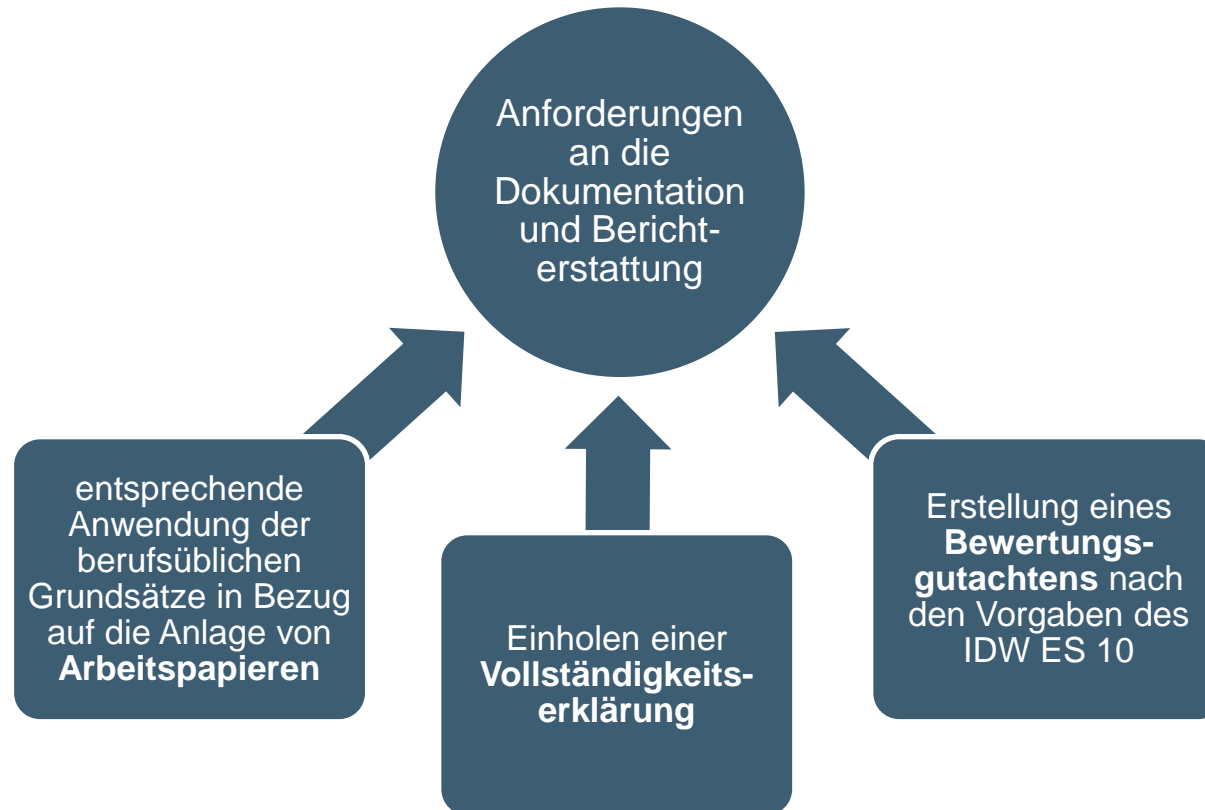 Anforderungen
an die
Dokumentation
und Bericht-
erstattung
entsprechende
Anwendung der
berufsüblichen
Grundsätze in Bezug
auf die Anlage von
Arbeitspapieren
Einholen einer
Vollständigkeits-
erklärung
Erstellung eines
Bewertungs-
gutachtens nach
den Vorgaben des
IDW ES 10